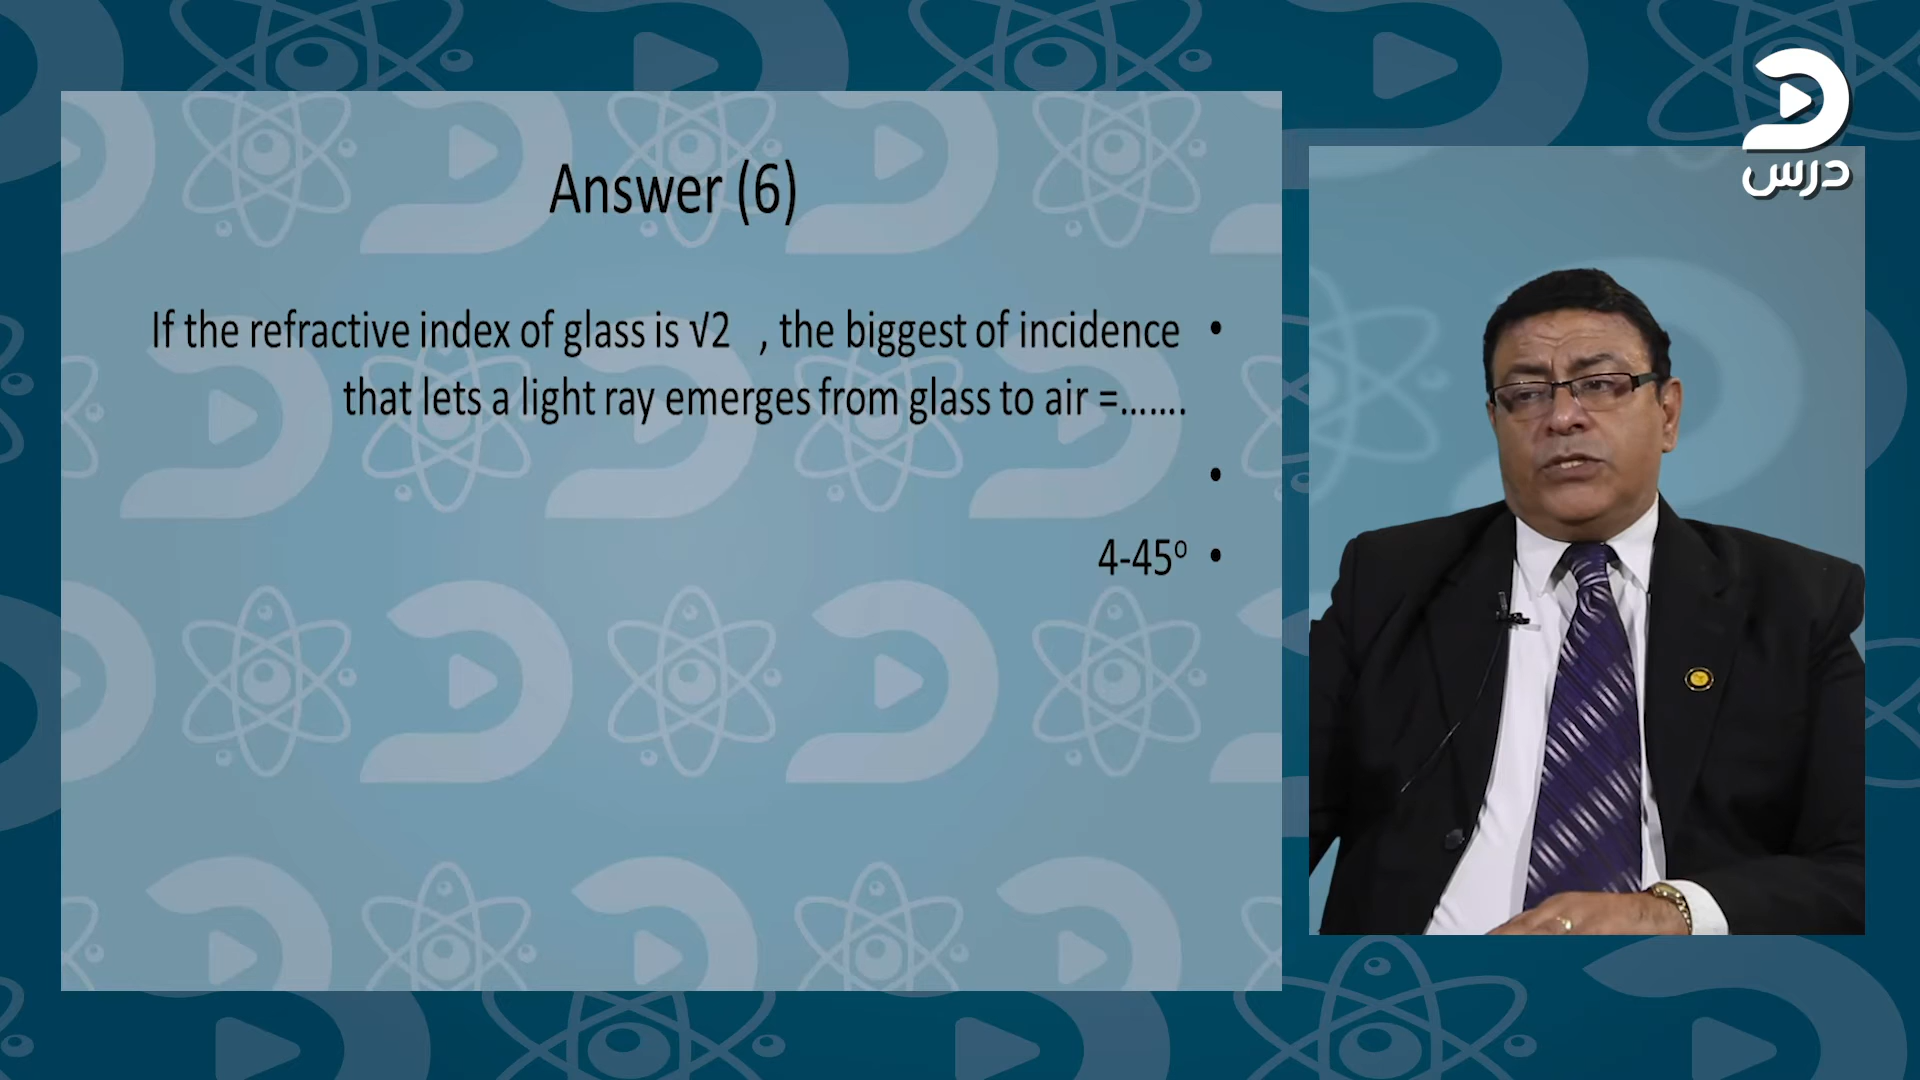 درس
Answer (6)
If the refractive index of glass is √2 , the biggest of incidence •
that lets a light ray emerges from glass to air =.......
•
4-45º •